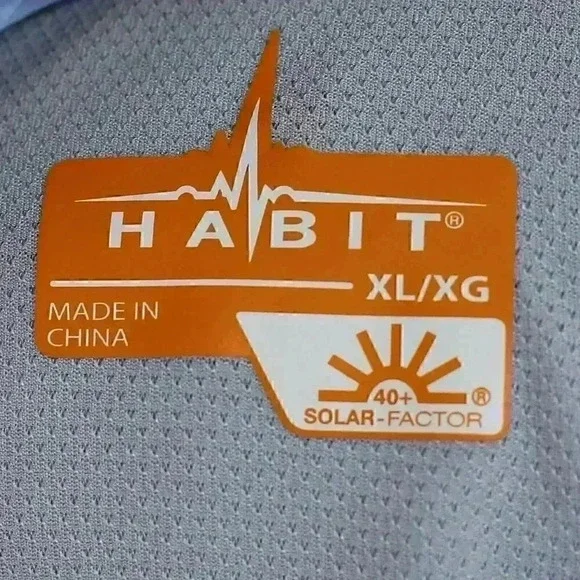 HABIT®
XL/XG
MADE IN
CHINA
40+
®
SOLAR-FACTOR